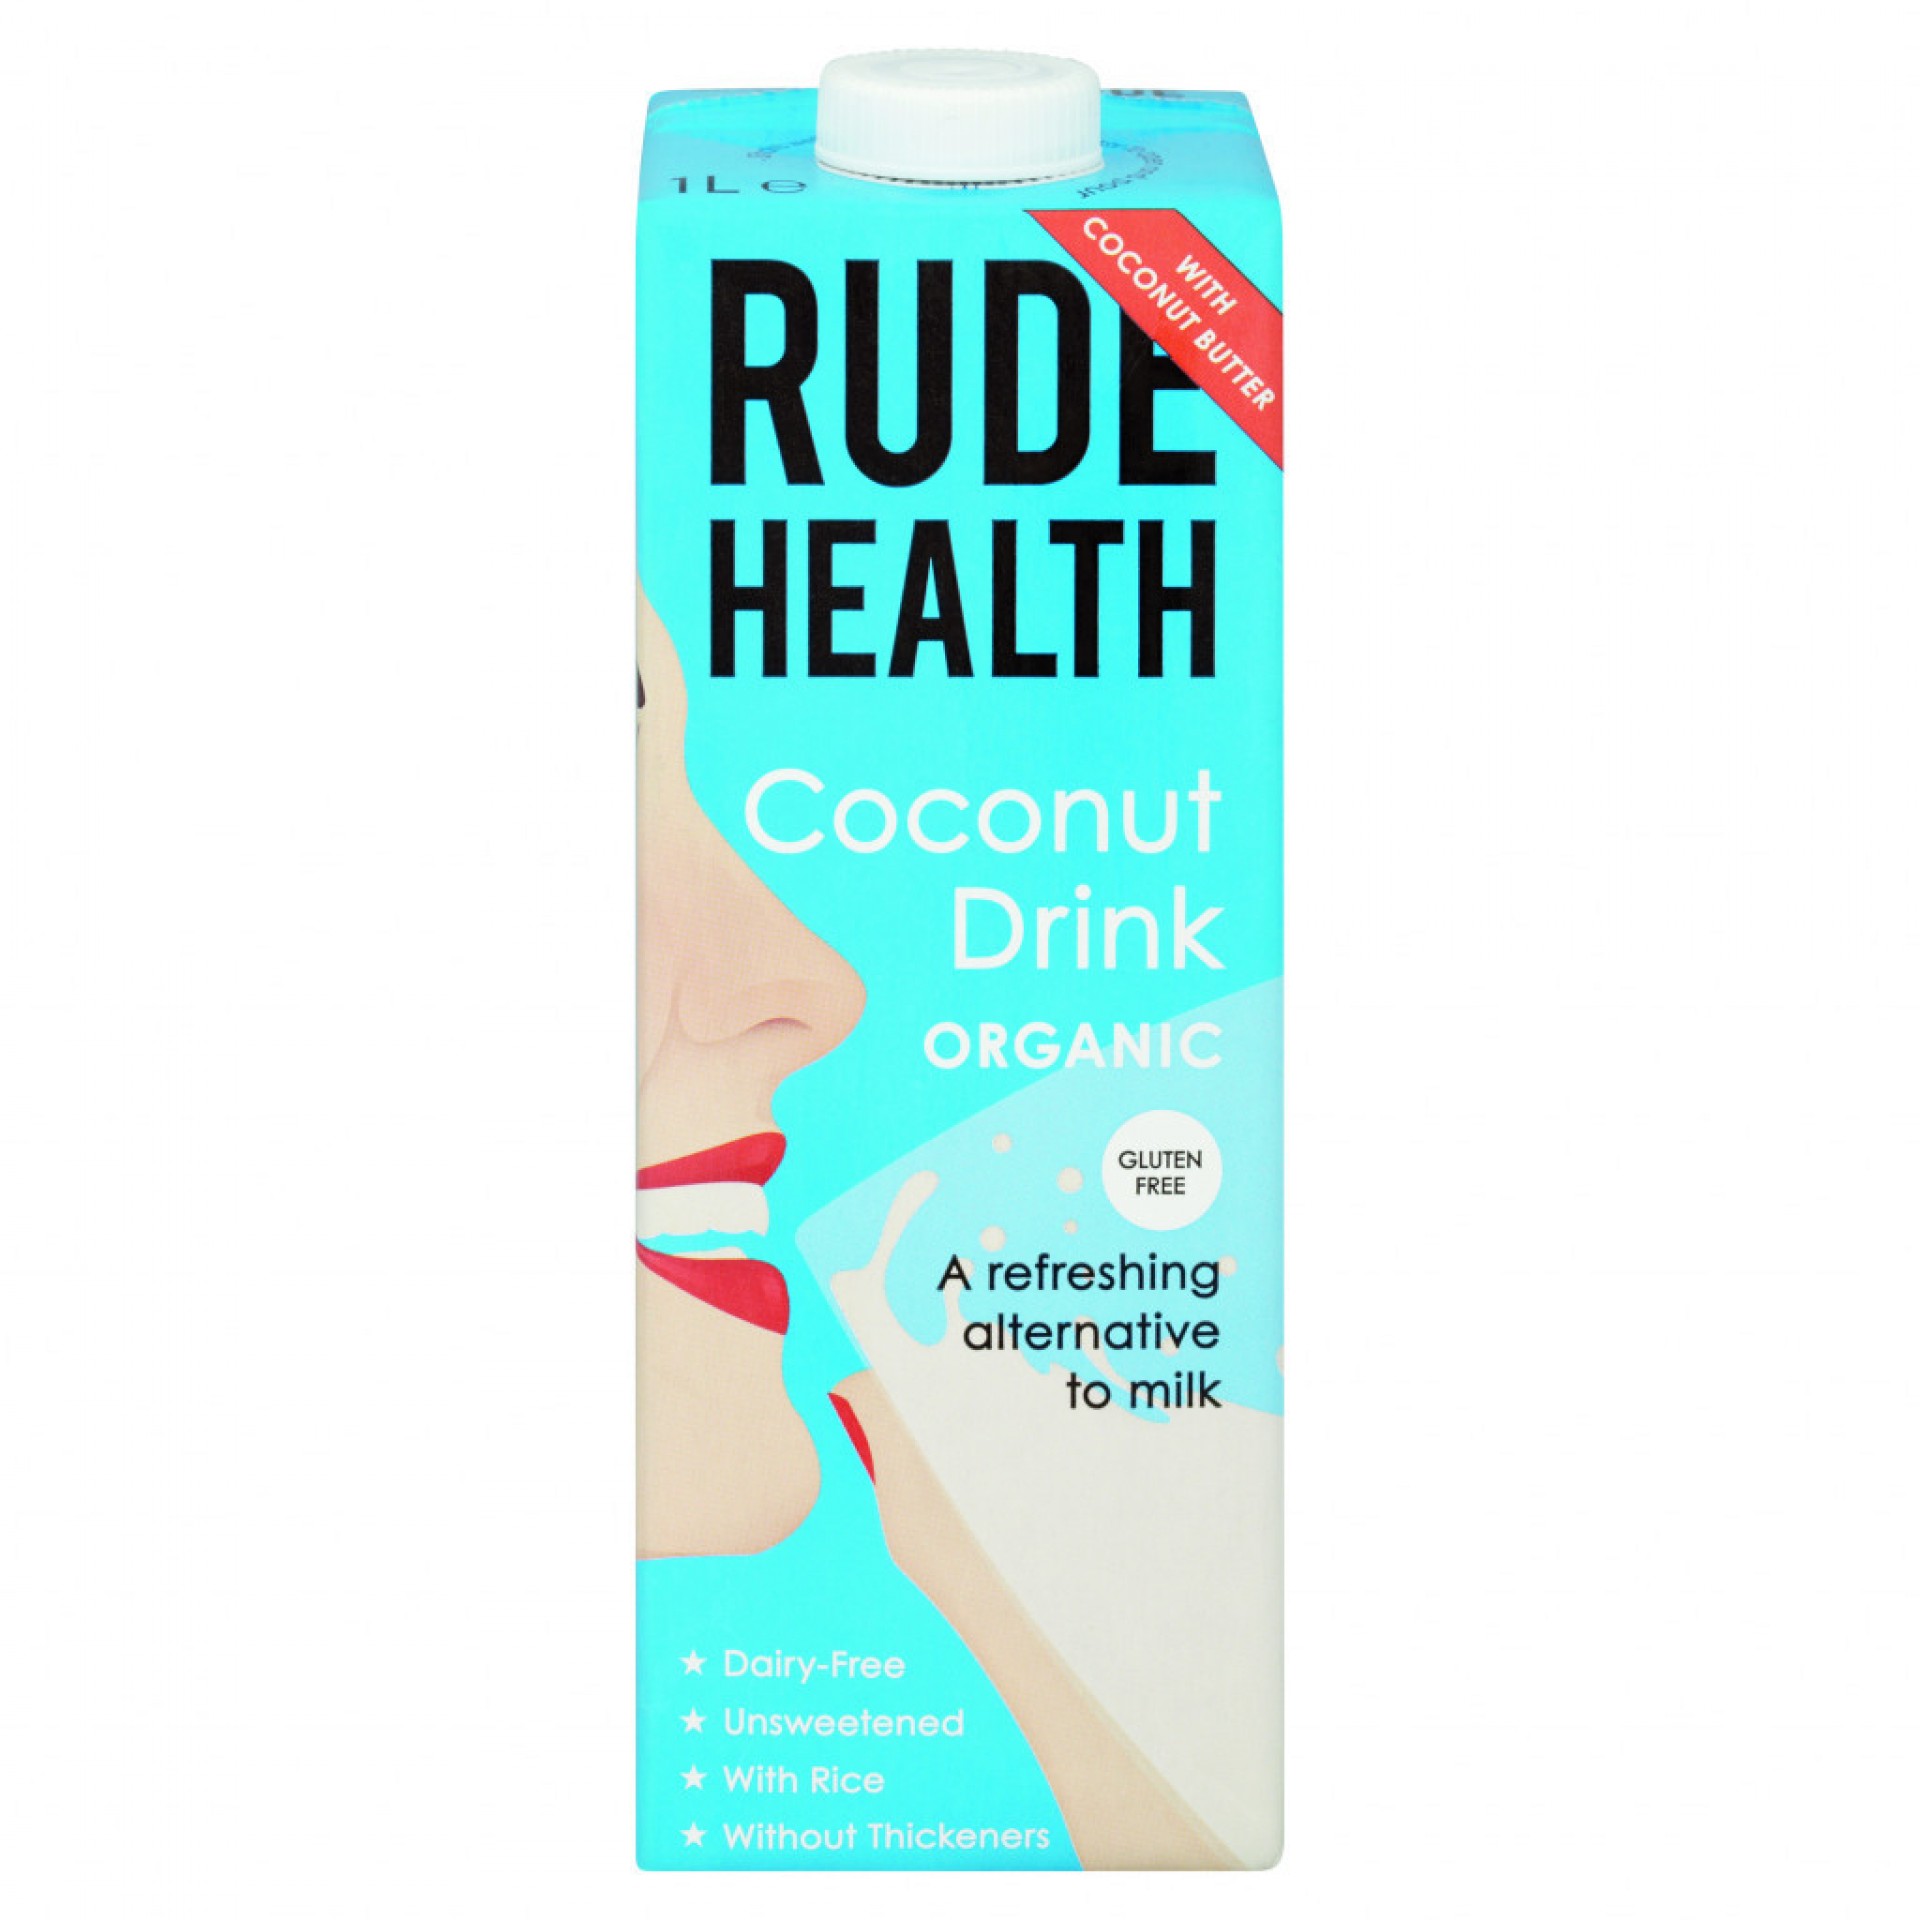 1L ℮
WITH
COCONUT BUTTER
RUDE
HEALTH
Coconut
Drink
ORGANIC
GLUTEN
FREE
A refreshing
alternative
to milk
★ Dairy-Free
★ Unsweetened
★ With Rice
★ Without Thickeners